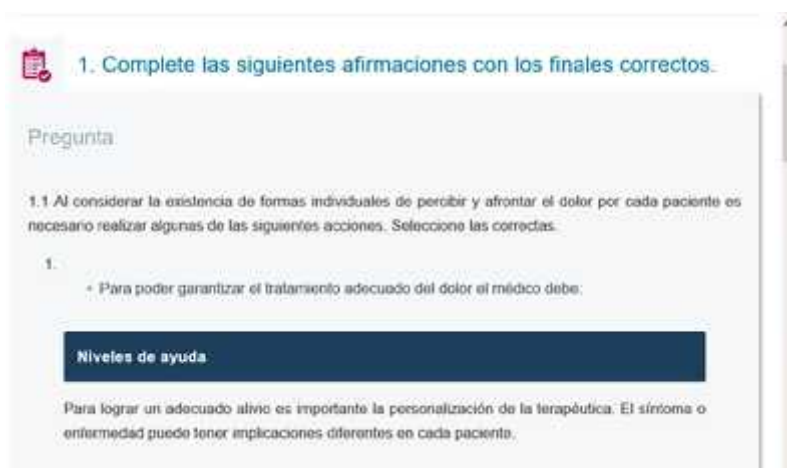 1. Complete las siguientes afirmaciones con los finales correctos.
Pregunta
1.1 Al considerar la existencia de formas individuales de percibir y afrontar el dolor por cada paciente es
necesario realizar algunas de las siguientes acciones. Seleccione las correctas.
1.
Para poder garantizar el tratamiento adecuado del dolor el médico debe:
Niveles de ayuda
Para lograr un adecuado alivio es importante la personalización de la terapéutica. El síntoma o
enfermedad puede tener implicaciones diferentes en cada paciente.